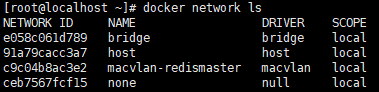 [root@localhost ~]# docker network ls
NETWORK ID NAME DRIVER SCOPE
e058c061d789 bridge bridge local
91a79cacc3a7 host host local
c9c04b8ac3e2 macvlan-redismaster macvlan local
ceb7567fcf15 none null local